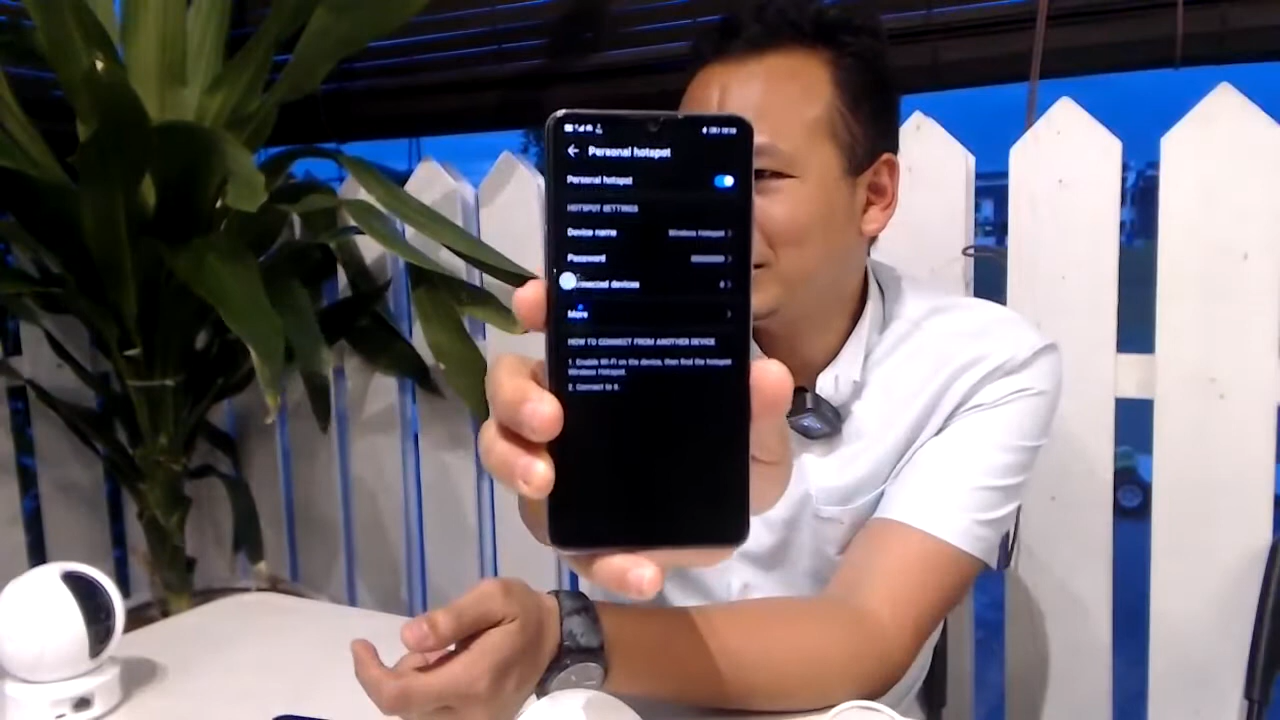 Personal hotspot
Personal hotspot
HOTSPOT SETTINGS
Device name Wireless Hotspot
Password
nnected devices
More
HOW TO CONNECT FROM ANOTHER DEVICE
1. Enable Wi-Fi on the device, then find the hotspot
Wireless Hotspot.
2. Connect to it.